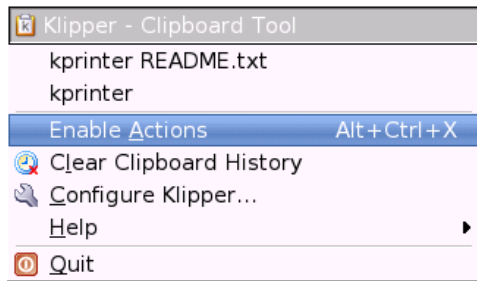 Klipper - Clipboard Tool
kprinter README.txt
kprinter
Enable Actions Alt+Ctrl+X
Clear Clipboard History
Configure Klipper...
Help
Quit